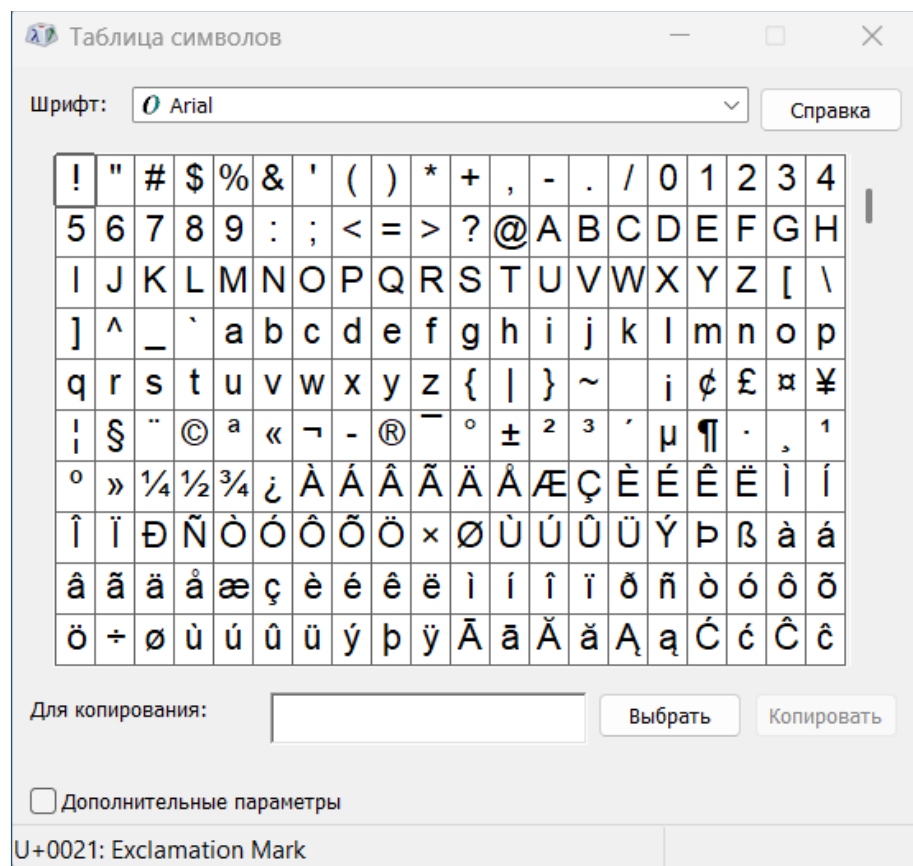 Таблица символов
Шрифт: Arial Справка
! " # $ % & ' ( ) * + , - . / 0 1 2 3 4
5 6 7 8 9 : ; < = > ? @ A B C D E F G H
I J K L M N O P Q R S T U V W X Y Z [ \
] ^ _ ` a b c d e f g h i j k l m n o p
q r s t u v w x y z { | } ~ ¡ ¢ £ ¤ ¥
¦ § ¨ © ª « ¬ - ® ¯ ° ± ² ³ ´ µ ¶ · ¸ ¹
º » ¼ ½ ¾ ¿ À Á Â Ã Ä Å Æ Ç È É Ê Ë Ì Í
Î Ï Ð Ñ Ò Ó Ô Õ Ö × Ø Ù Ú Û Ü Ý Þ ß à á
â ã ä å æ ç è é ê ë ì í î ï ð ñ ò ó ô õ
ö ÷ ø ù ú û ü ý þ ÿ Ā ā Ă ă Ą ą Ć ć Ĉ ĉ
Для копирования: Выбрать Копировать
Дополнительные параметры
U+0021: Exclamation Mark